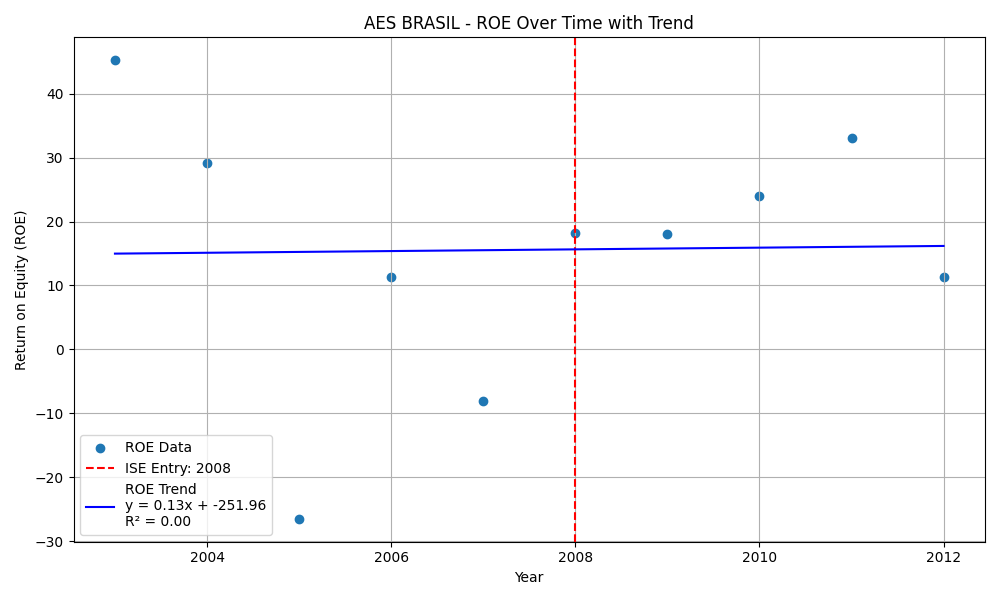 AES BRASIL - ROE Over Time with Trend
Return on Equity (ROE)
40
30
20
10
0
−10
−20
−30
ROE Data
ISE Entry: 2008
ROE Trend
y = 0.13x + -251.96
R² = 0.00
2004
2006
2008
2010
2012
Year